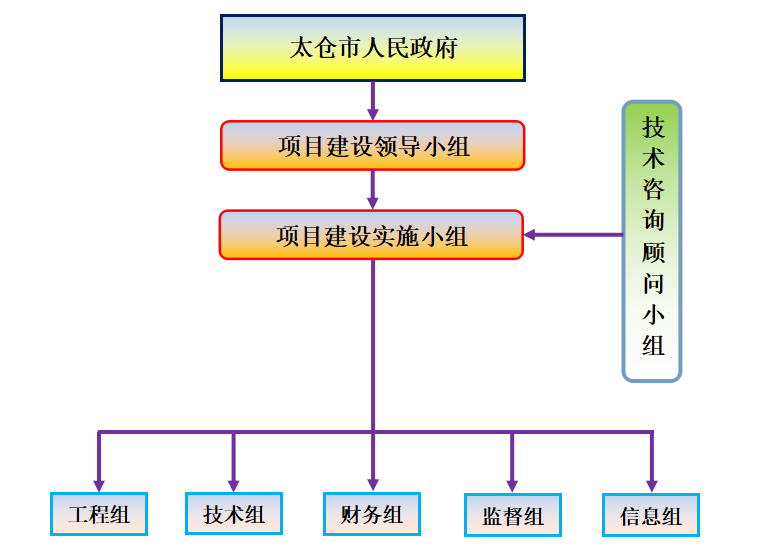 太仓市人民政府
项目建设领导小组
项目建设实施小组
技术咨询顾问小组
工程组
技术组
财务组
监督组
信息组